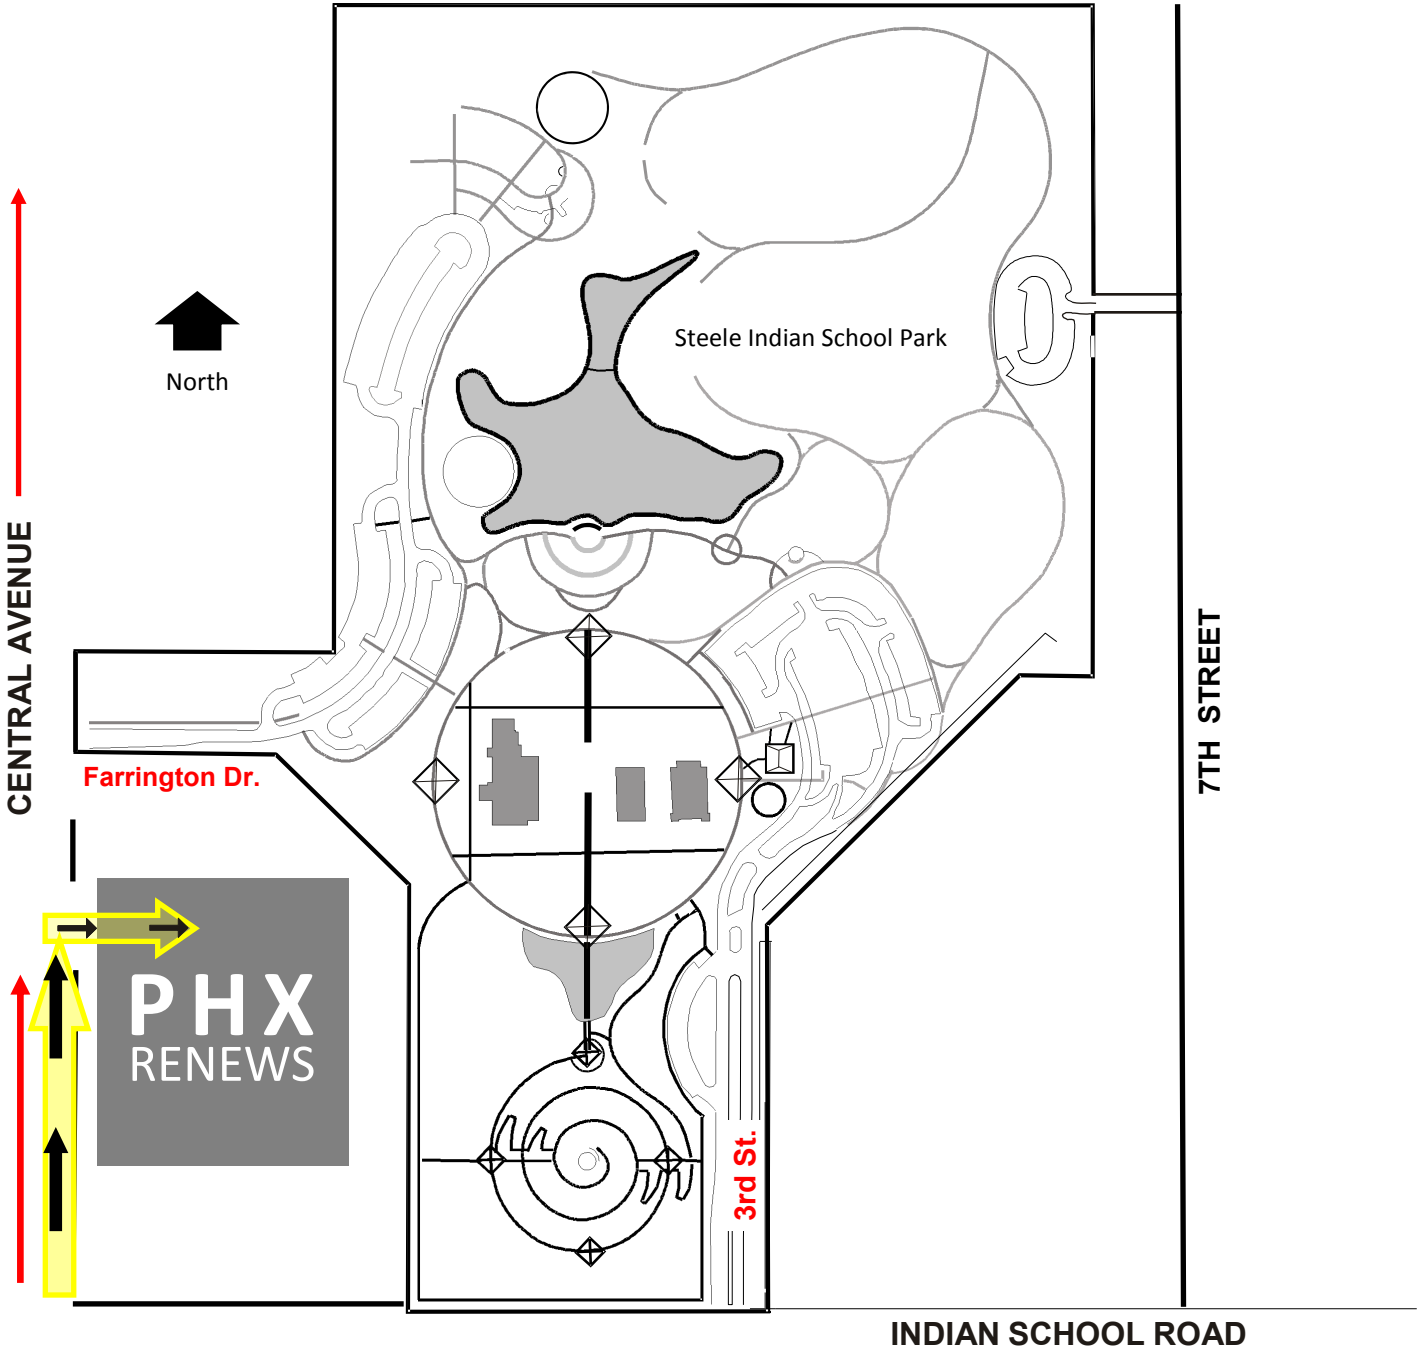 Steele Indian School Park
North
CENTRAL AVENUE
7TH STREET
Farrington Dr.
PHX
RENEWS
3rd St.
INDIAN SCHOOL ROAD